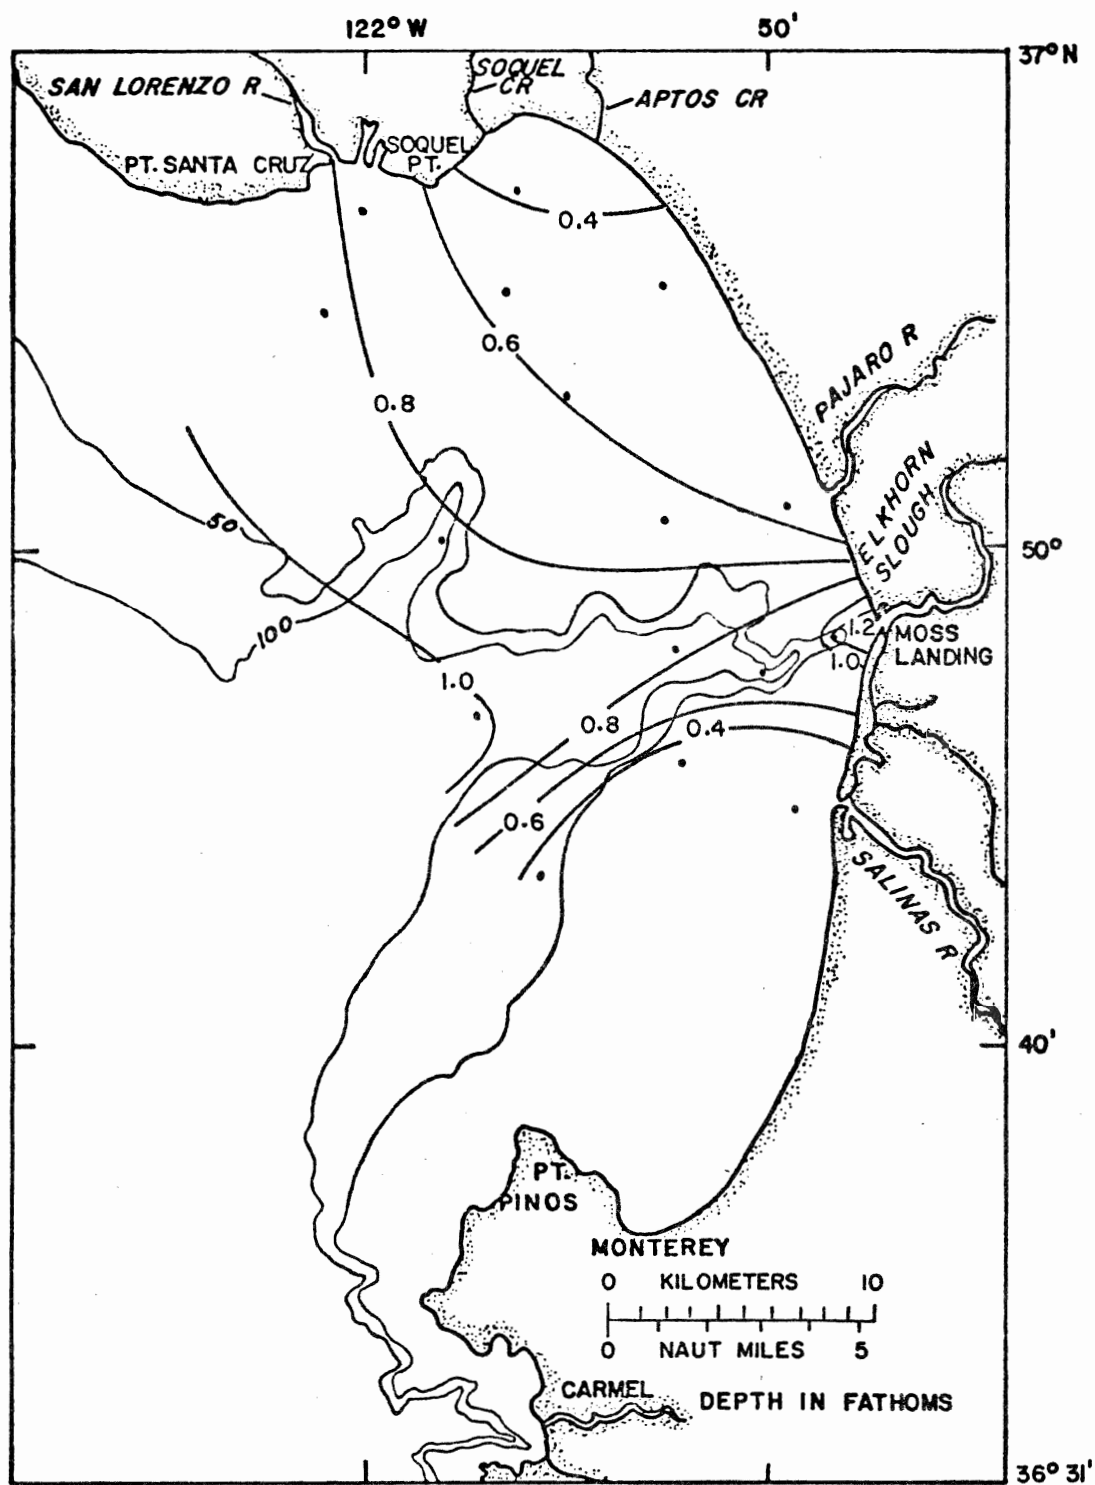 122° W
50'
37° N
SAN LORENZO R
SOQUEL
CR
APTOS CR
PT. SANTA CRUZ
SOQUEL
PT.
0.4
0.6
0.8
PAJARO R
50
ELKHORN
SLOUGH
50°
100
1.2
MOSS
LANDING
1.0
1.0
0.8
0.4
0.6
SALINAS R
40'
PT.
PINOS
MONTEREY
0 KILOMETERS 10
0 NAUT MILES 5
CARMEL
DEPTH IN FATHOMS
36° 31'